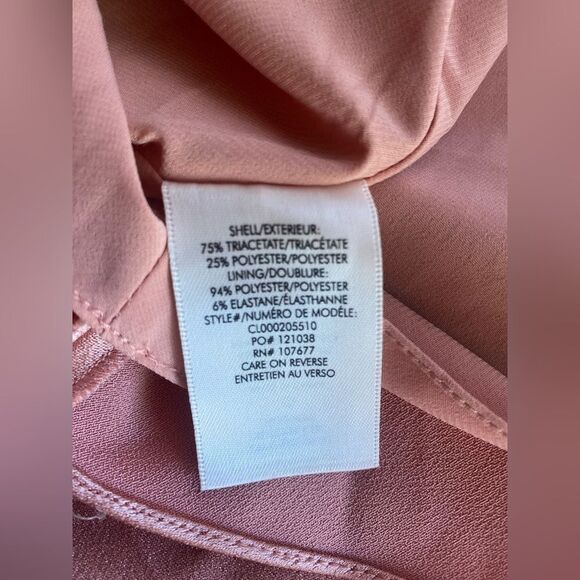 SHELL/EXTERIEUR:
75% TRIACETATE/TRIACÉTATE
25% POLYESTER/POLYESTER
LINING/DOUBLURE:
94% POLYESTER/POLYESTER
6% ELASTANE/ÉLASTHANNE
STYLE#/NUMÉRO DE MODÉLE:
CL000205510
PO# 121038
RN# 107677
CARE ON REVERSE
ENTRETIEN AU VERSO